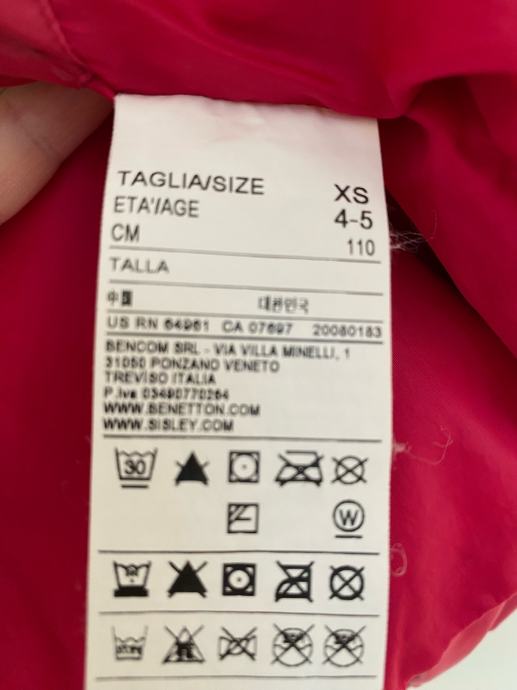 TAGLIA/SIZE XS
ETA'/AGE 4-5
CM 110
TALLA
中国 대한민국
US RN 64961 CA 07697 20080183
BENCOM SRL - VIA VILLA MINELLI, 1
31050 PONZANO VENETO
TREVISO ITALIA
P.Iva 03490770264
WWW.BENETTON.COM
WWW.SISLEY.COM
30
W